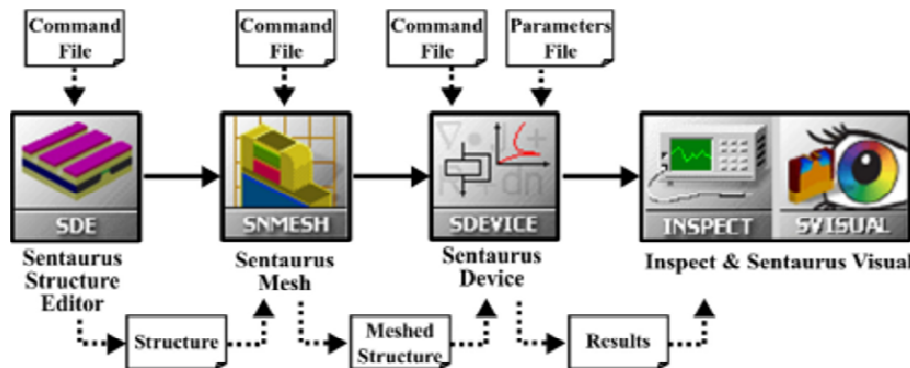 Command
File
Command
File
Command
File
Parameters
File
SDE
SNMESH
SDEVICE
INSPECT
SVISUAL
Sentaurus
Structure
Editor
Sentaurus
Mesh
Sentaurus
Device
Inspect & Sentaurus Visual
Structure
Meshed
Structure
Results